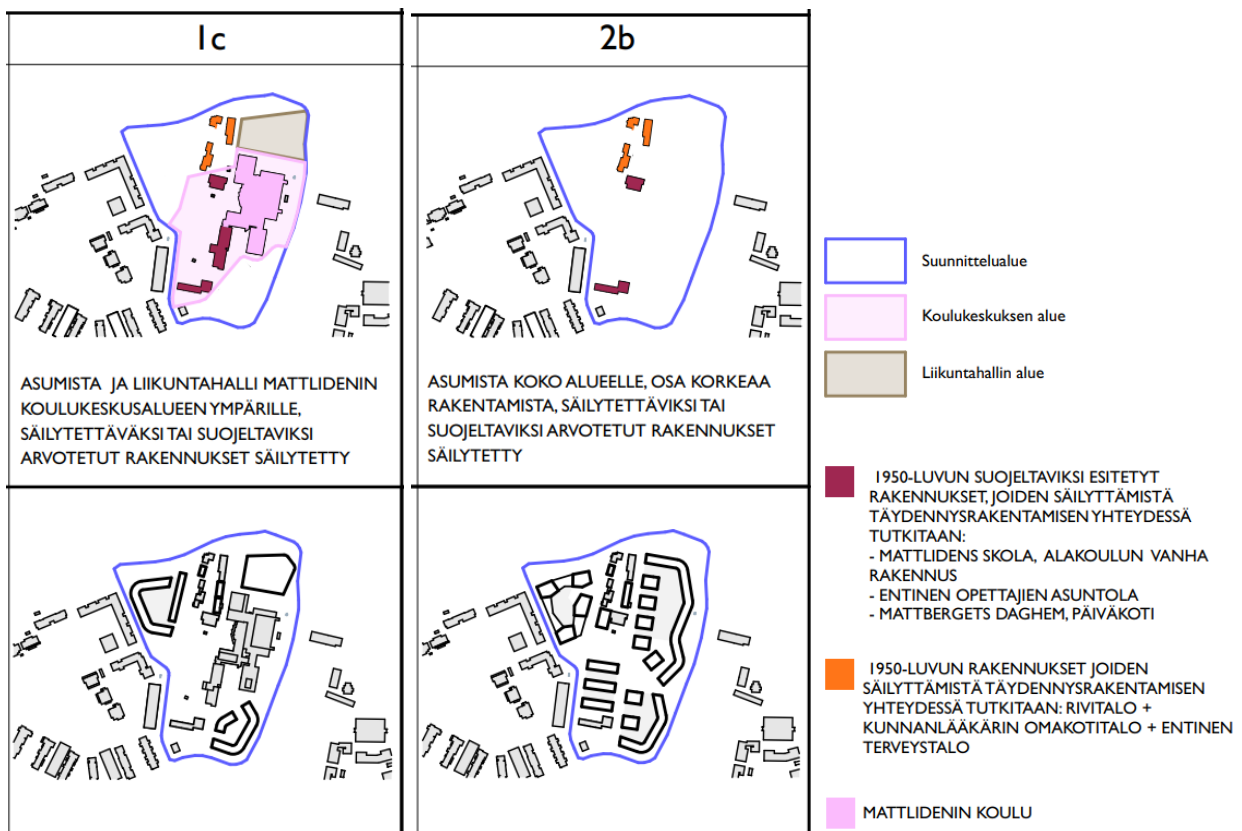 1c
2b
ASUMISTA JA LIIKUNTAHALLI MATTLIDENIN
KOULUKESKUSALUEEN YMPÄRILLE,
SÄILYTETTÄVÄKSI TAI SUOJELTAVIKSI
ARVOTETUT RAKENNUKSET SÄILYTETTY
ASUMISTA KOKO ALUEELLE, OSA KORKEAA
RAKENTAMISTA, SÄILYTETTÄVIKSI TAI
SUOJELTAVIKSI ARVOTETUT RAKENNUKSET
SÄILYTETTY
Suunnittelualue
Koulukeskuksen alue
Liikuntahallin alue
1950-LUVUN SUOJELTAVIKSI ESITETYT
RAKENNUKSET, JOIDEN SÄILYTTÄMISTÄ
TÄYDENNYSRAKENTAMISEN YHTEYDESSÄ
TUTKITAAN:
- MATTLIDENS SKOLA, ALAKOULUN VANHA
RAKENNUS
- ENTINEN OPETTAJIEN ASUNTOLA
- MATTBERGETS DAGHEM, PÄIVÄKOTI
1950-LUVUN RAKENNUKSET JOIDEN
SÄILYTTÄMISTÄ TÄYDENNYSRAKENTAMISEN
YHTEYDESSÄ TUTKITAAN: RIVITALO +
KUNNANLÄÄKÄRIN OMAKOTITALO + ENTINEN
TERVEYSTALO
MATTLIDENIN KOULU